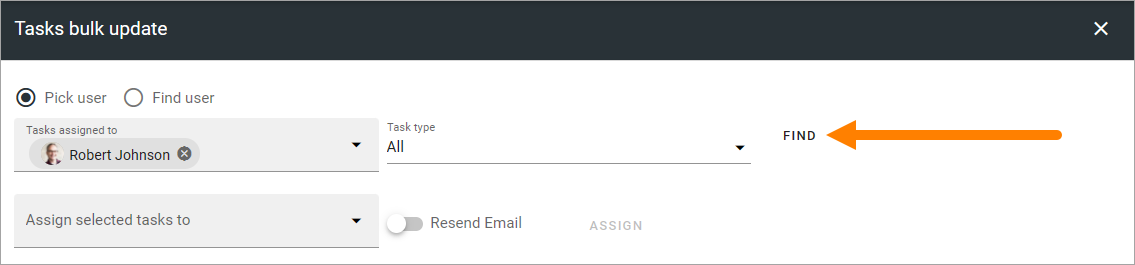 Tasks bulk update
Pick user Find user
Tasks assigned to
Robert Johnson
Task type
All
FIND
Assign selected tasks to
Resend Email
ASSIGN